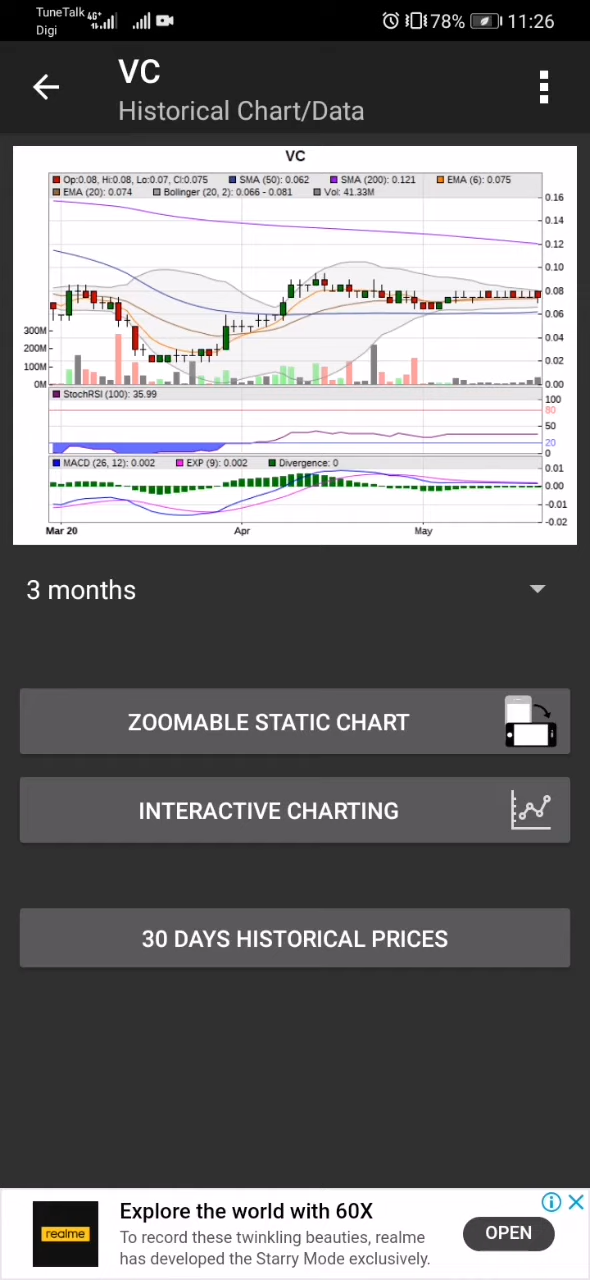 TuneTalk 4G+
Digi
78%
11:26
VC
Historical Chart/Data
VC
Op:0.08, Hi:0.08, Lo:0.07, Cl:0.075 SMA (50): 0.062 SMA (200): 0.121 EMA (6): 0.075
EMA (20): 0.074 Bolinger (20, 2): 0.066 - 0.081 Vol: 41.33M
0.16
0.14
0.12
0.10
0.08
0.06
300M 0.04
200M
100M 0.02
0M 0.00
StochRSI (100): 35.99 100
80
50
20
0
MACD (26, 12): 0.002 EXP (9): 0.002 Divergence: 0
0.01
0.00
-0.01
-0.02
Mar 20 Apr May
3 months
ZOOMABLE STATIC CHART
INTERACTIVE CHARTING
30 DAYS HISTORICAL PRICES
realme
Explore the world with 60X
To record these twinkling beauties, realme
has developed the Starry Mode exclusively.
OPEN